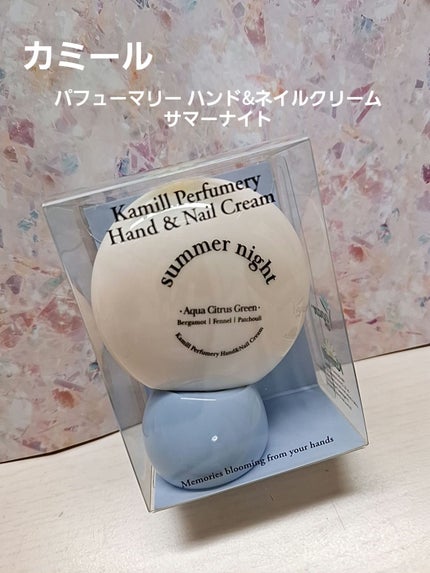 カミール
パフューマリー ハンド&ネイルクリーム
サマーナイト
Kamill Perfumery
Hand & Nail Cream
summer night
・Aqua Citrus Green・
Bergamot | Fennel | Patchouli
Kamill Perfumery Hand&Nail Cream
Memories blooming from your hands